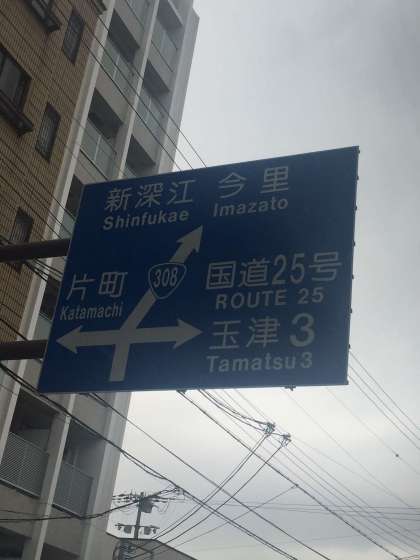 新深江 今里
Shinfukae Imazato
308
片町
Katamachi
国道25号
ROUTE 25
玉津3
Tamatsu 3